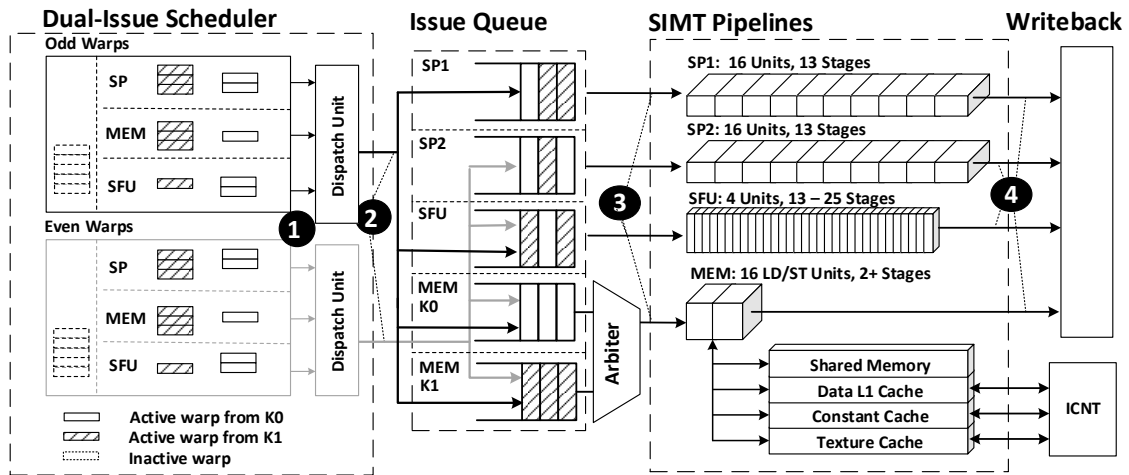 Dual-Issue Scheduler
Issue Queue
SIMT Pipelines
Writeback
Odd Warps
SP
MEM
SFU
Dispatch Unit
Even Warps
SP
MEM
SFU
Dispatch Unit
1
2
Active warp from K0
Active warp from K1
Inactive warp
SP1
SP2
SFU
MEM
K0
MEM
K1
Arbiter
3
SP1: 16 Units, 13 Stages
SP2: 16 Units, 13 Stages
SFU: 4 Units, 13 – 25 Stages
MEM: 16 LD/ST Units, 2+ Stages
4
Shared Memory
Data L1 Cache
Constant Cache
Texture Cache
ICNT